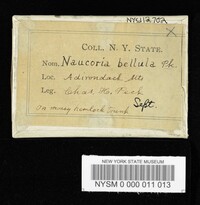 NYSf1370a
X
COLL. N. Y. STATE.
Nom. Naucoria bellula Pk.
Loc. Adirondack Mts
Leg. Chas. H. Peck
Sept.
On mossy hemlock trunk
NEW YORK STATE MUSEUM
NYSM 0 000 011 013